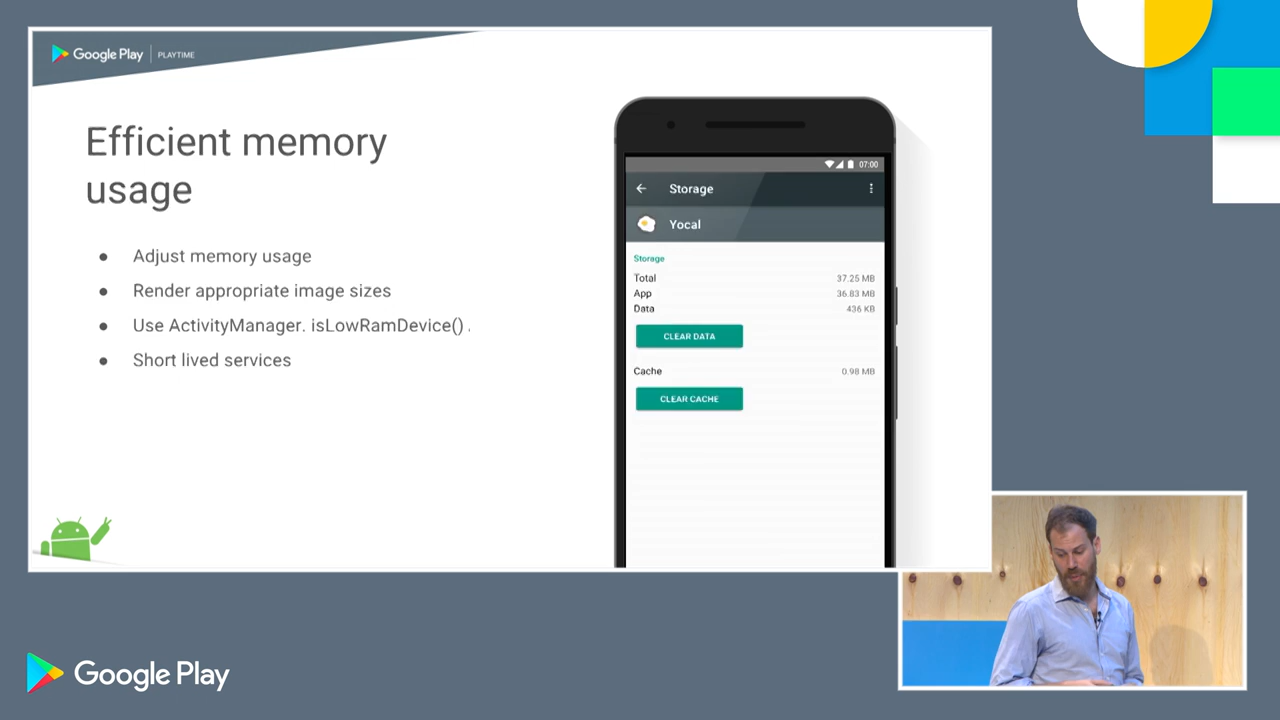 Google Play | PLAYTIME
Efficient memory
usage
● Adjust memory usage
● Render appropriate image sizes
● Use ActivityManager. isLowRamDevice() .
● Short lived services
07:00
Storage
Yocal
Storage
Total 37.25 MB
App 36.83 MB
Data 436 KB
CLEAR DATA
Cache 0.98 MB
CLEAR CACHE
Google Play